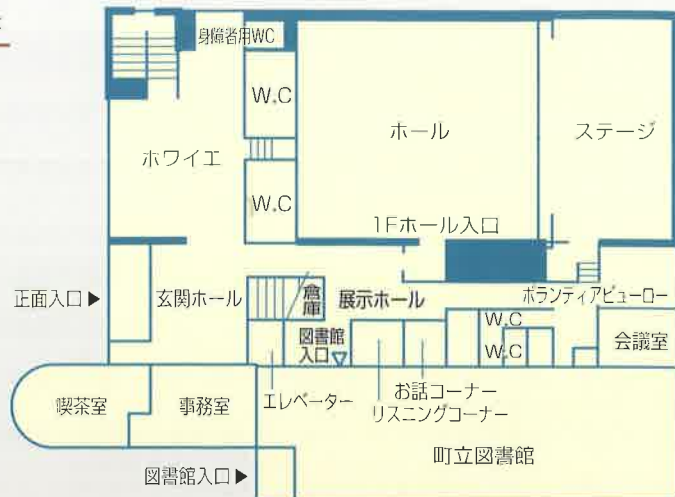 身障者用WC
W.C
ホール
ステージ
ホワイエ
W.C
1Fホール入口
正面入口▶
玄関ホール
倉庫
展示ホール
ボランティアビューロー
W.C
図書館
入口▽
W.C
会議室
お話コーナー
エレベーター
リスニングコーナー
喫茶室
事務室
町立図書館
図書館入口▶